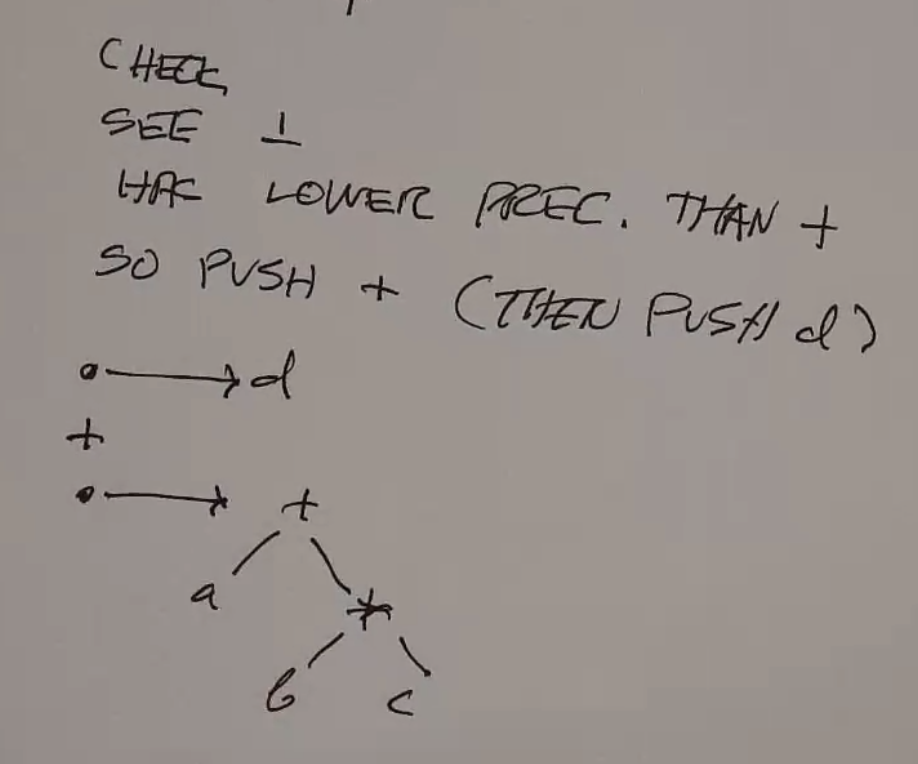 CHECK
SEE ⊥
HAS LOWER PREC. THAN +
SO PUSH + (THEN PUSH d)
• → d
+
• → +
a *
b c